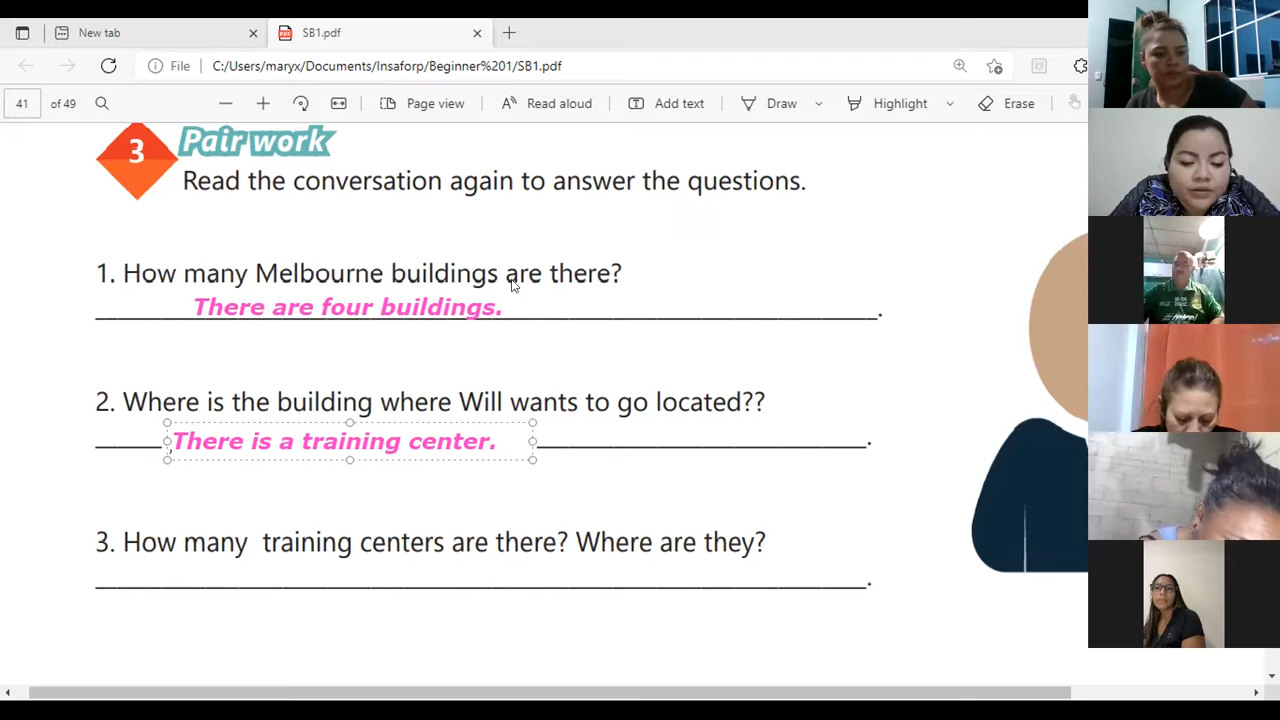 New tab
SB1.pdf
File C:/Users/maryx/Documents/Insaforp/Beginner%201/SB1.pdf
41 of 49 Page view Read aloud Add text Draw Highlight Erase
3 Pair work
Read the conversation again to answer the questions.
1. How many Melbourne buildings are there?
There are four buildings.
2. Where is the building where Will wants to go located??
There is a training center.
3. How many training centers are there? Where are they?